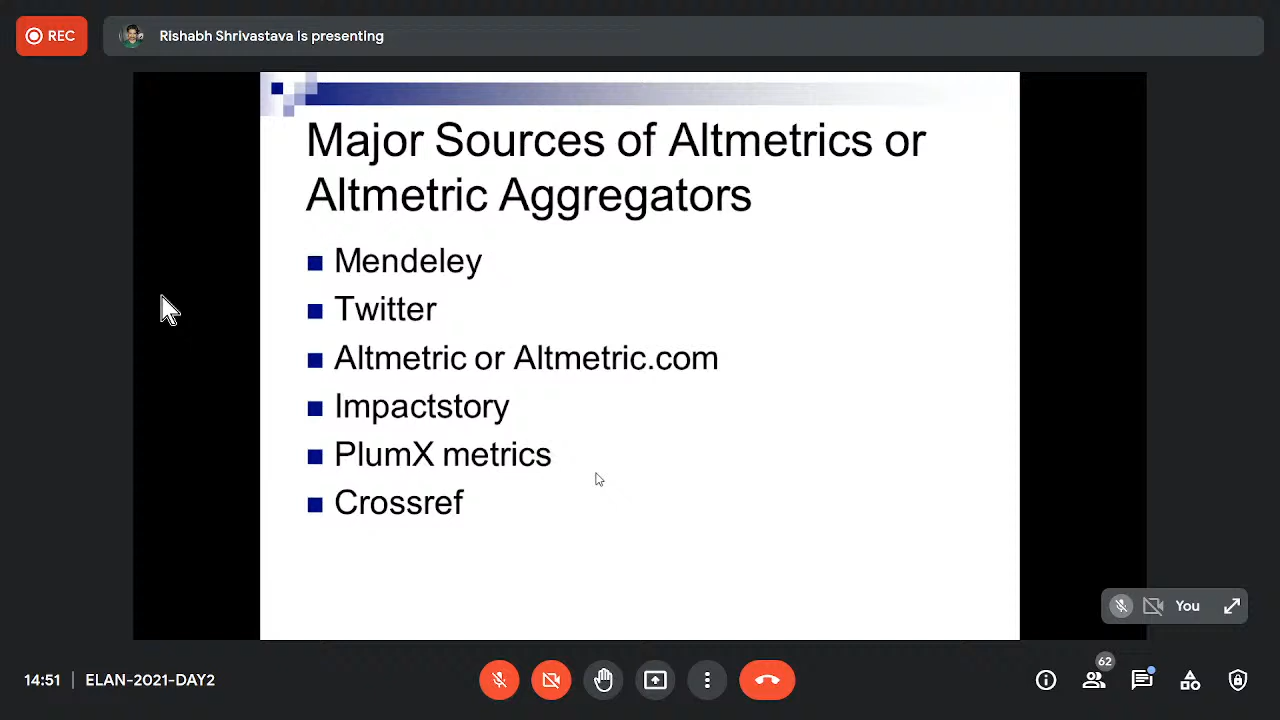 REC
Rishabh Shrivastava is presenting
Major Sources of Altmetrics or
Altmetric Aggregators
Mendeley
Twitter
Altmetric or Altmetric.com
Impactstory
PlumX metrics
Crossref
You
62
14:51 | ELAN-2021-DAY2